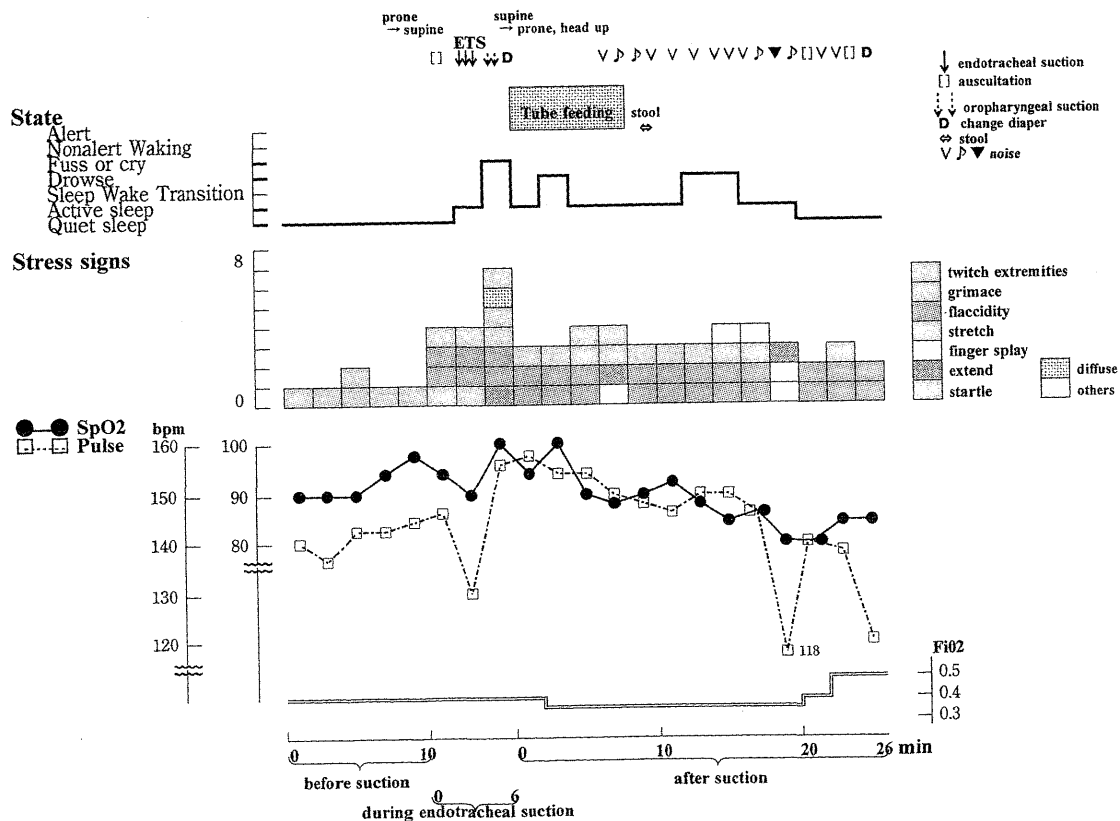 prone
→ supine
ETS
supine
→ prone, head up
[] D V V V V V V V V [] V V [] D
endotracheal suction
[] auscultation
oropharyngeal suction
D change diaper
⇔ stool
V ♪ ▼ noise
Tube feeding
stool
⇔
State
Alert
Nonalert Waking
Fuss or cry
Drowse
Sleep Wake Transition
Active sleep
Quiet sleep
Stress signs
8
0
twitch extremities
grimace
flaccidity
stretch
finger splay
extend
startle
diffuse
others
SpO2
Pulse
bpm
160
150
140
130
120
100
90
80
118
Fi02
0.5
0.4
0.3
0
10
0
10
20
26 min
before suction
after suction
0
6
during endotracheal suction